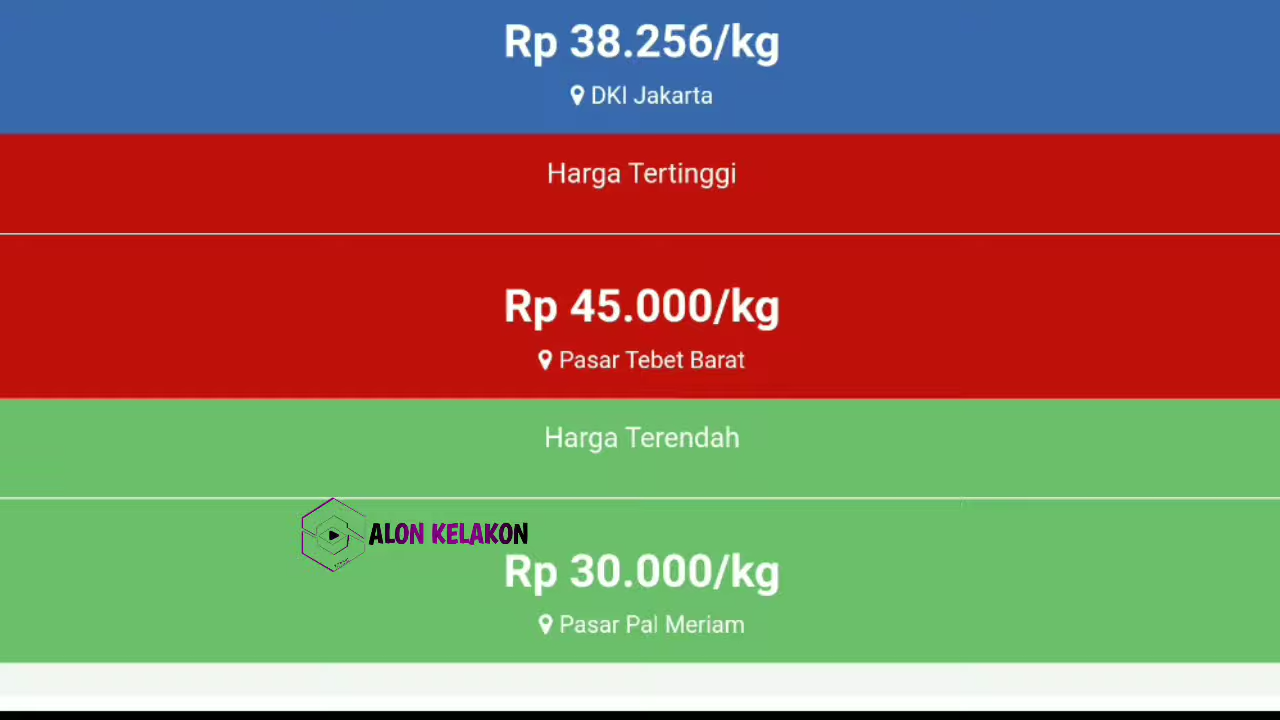 Rp 38.256/kg
DKI Jakarta
Harga Tertinggi
Rp 45.000/kg
Pasar Tebet Barat
Harga Terendah
ALON KELAKON
Rp 30.000/kg
Pasar Pal Meriam